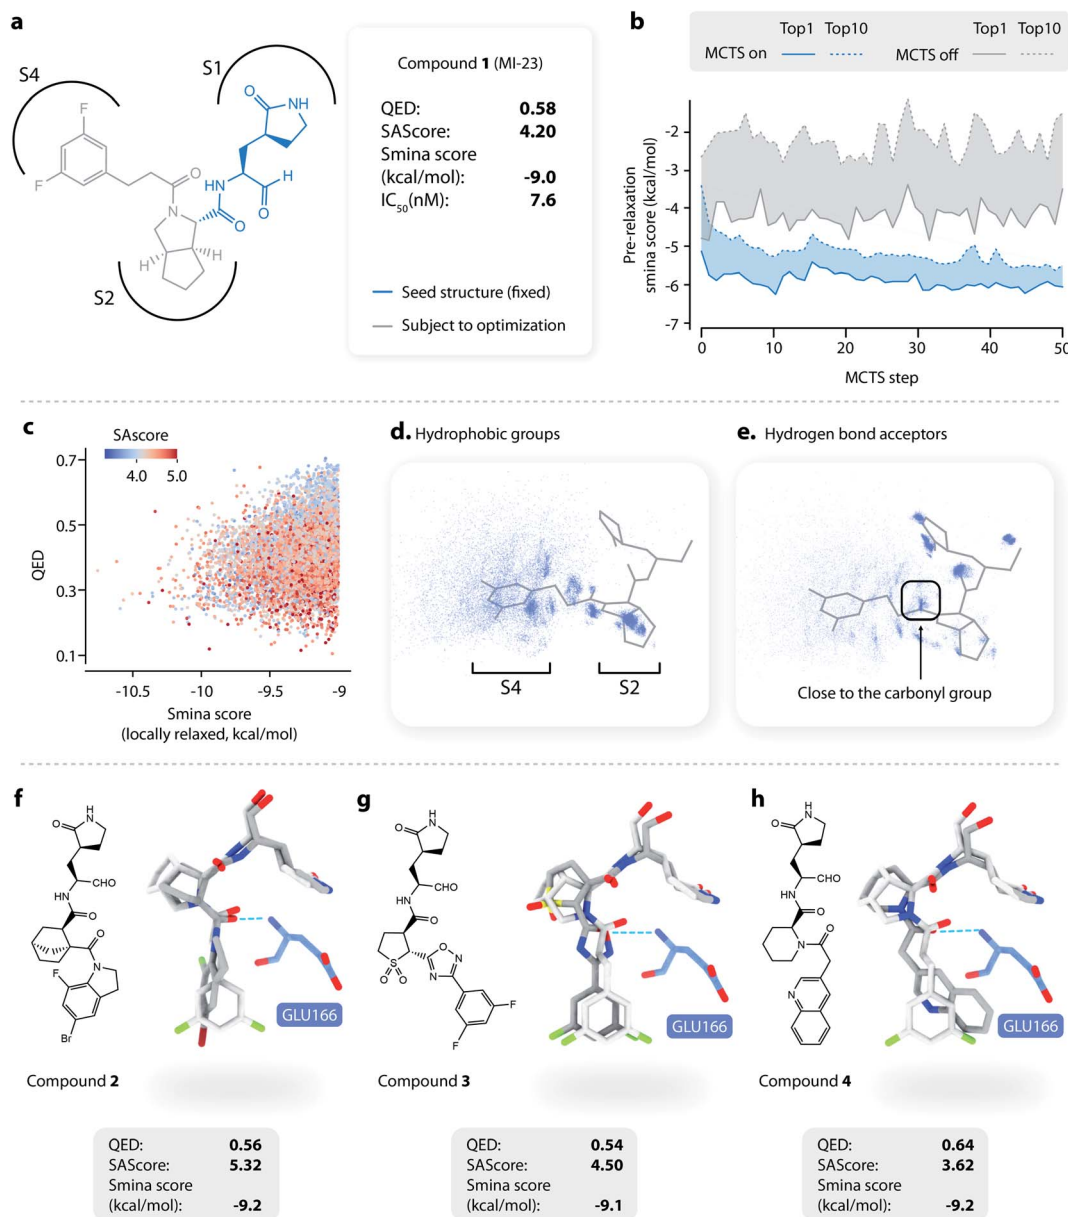 a
S4
S1
S2
F
F
O
NH
O
N
HN
O
H
O
H
H
Compound 1 (MI-23)
QED: 0.58
SAScore: 4.20
Smina score
(kcal/mol): -9.0
IC50(nM): 7.6
Seed structure (fixed)
Subject to optimization
b
Top1 Top10 Top1 Top10
MCTS on MCTS off
Pre-relaxation
smina score (kcal/mol)
-2
-3
-4
-5
-6
-7
0 10 20 30 40 50
MCTS step
c
SAscore
4.0 5.0
QED
0.7
0.5
0.3
0.1
-10.5 -10 -9.5 -9
Smina score
(locally relaxed, kcal/mol)
d. Hydrophobic groups
S4 S2
e. Hydrogen bond acceptors
Close to the carbonyl group
f
H
N
O
CHO
HN
O
O
F
N
Br
GLU166
Compound 2
QED: 0.56
SAScore: 5.32
Smina score
(kcal/mol): -9.2
g
H
N
O
CHO
HN
O
S
O O
O
N
N
F
F
GLU166
Compound 3
QED: 0.54
SAScore: 4.50
Smina score
(kcal/mol): -9.1
h
H
N
O
CHO
HN
O
N
O
N
GLU166
Compound 4
QED: 0.64
SAScore: 3.62
Smina score
(kcal/mol): -9.2